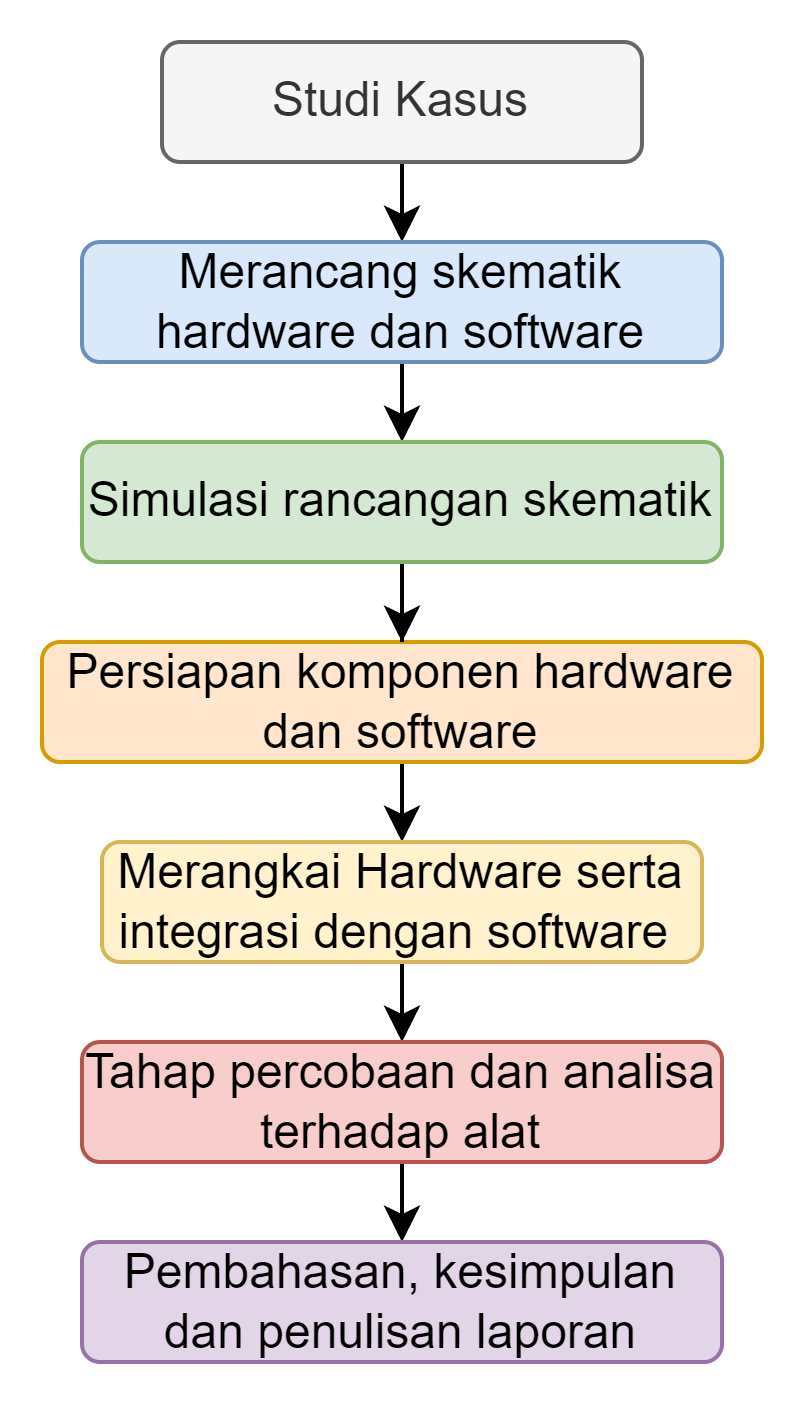 Studi Kasus
Merancang skematik
hardware dan software
Simulasi rancangan skematik
Persiapan komponen hardware
dan software
Merangkai Hardware serta
integrasi dengan software
Tahap percobaan dan analisa
terhadap alat
Pembahasan, kesimpulan
dan penulisan laporan